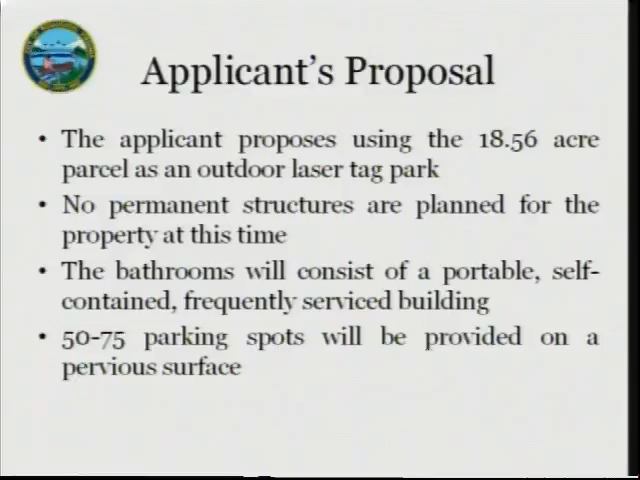 Applicant's Proposal
• The applicant proposes using the 18.56 acre
parcel as an outdoor laser tag park
• No permanent structures are planned for the
property at this time
• The bathrooms will consist of a portable, self-
contained, frequently serviced building
• 50-75 parking spots will be provided on a
pervious surface